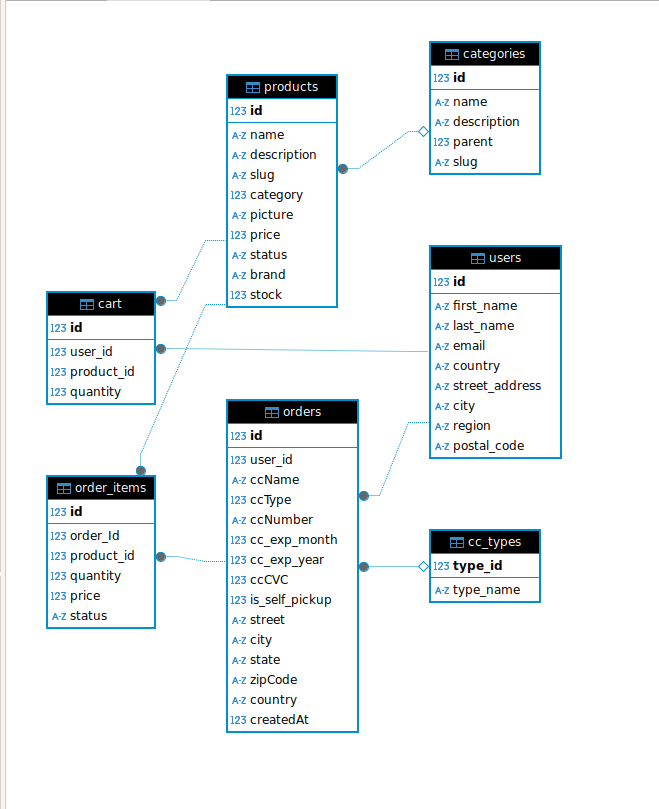 categories
123 id
A-Z name
A-Z description
123 parent
A-Z slug
products
123 id
A-Z name
A-Z description
A-Z slug
123 category
A-Z picture
123 price
A-Z status
A-Z brand
123 stock
users
123 id
A-Z first_name
A-Z last_name
A-Z email
A-Z country
A-Z street_address
A-Z city
A-Z region
A-Z postal_code
cart
123 id
123 user_id
123 product_id
123 quantity
orders
123 id
123 user_id
A-Z ccName
123 ccType
A-Z ccNumber
123 cc_exp_month
123 cc_exp_year
123 ccCVC
123 is_self_pickup
A-Z street
A-Z city
A-Z state
A-Z zipCode
A-Z country
123 createdAt
order_items
123 id
123 order_Id
123 product_id
123 quantity
123 price
A-Z status
cc_types
123 type_id
A-Z type_name